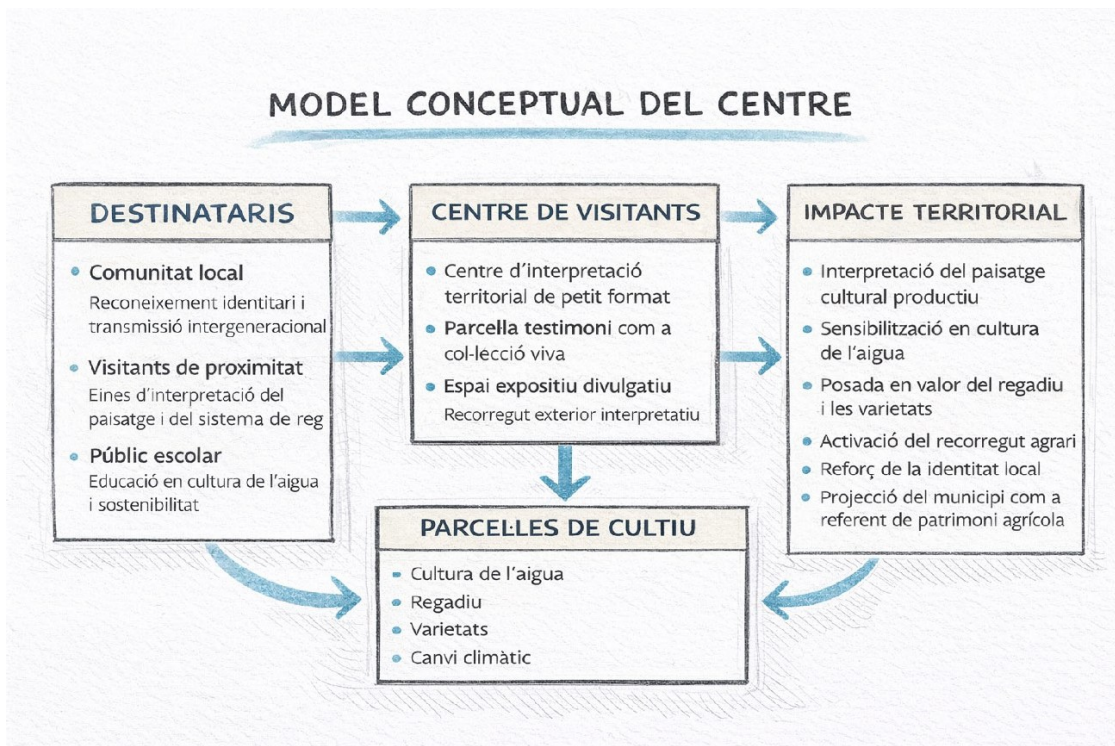 MODEL CONCEPTUAL DEL CENTRE
DESTINATARIS
Comunitat local
Reconeixement identitari i
transmissió intergeneracional
Visitants de proximitat
Eines d'interpretació del
paisatge i del sistema de reg
Públic escolar
Educació en cultura de l'aigua
i sostenibilitat
CENTRE DE VISITANTS
Centre d'interpretació
territorial de petit format
Parcel·la testimoni com a
col·lecció viva
Espai expositiu divulgatiu
Recorregut exterior interpretatiu
IMPACTE TERRITORIAL
Interpretació del paisatge
cultural productiu
Sensibilització en cultura
de l'aigua
Posada en valor del regadiu
i les varietats
Activació del recorregut agrari
Reforç de la identitat local
Projecció del municipi com a
referent de patrimoni agrícola
PARCEL·LES DE CULTIU
Cultura de l'aigua
Regadiu
Varietats
Canvi climàtic